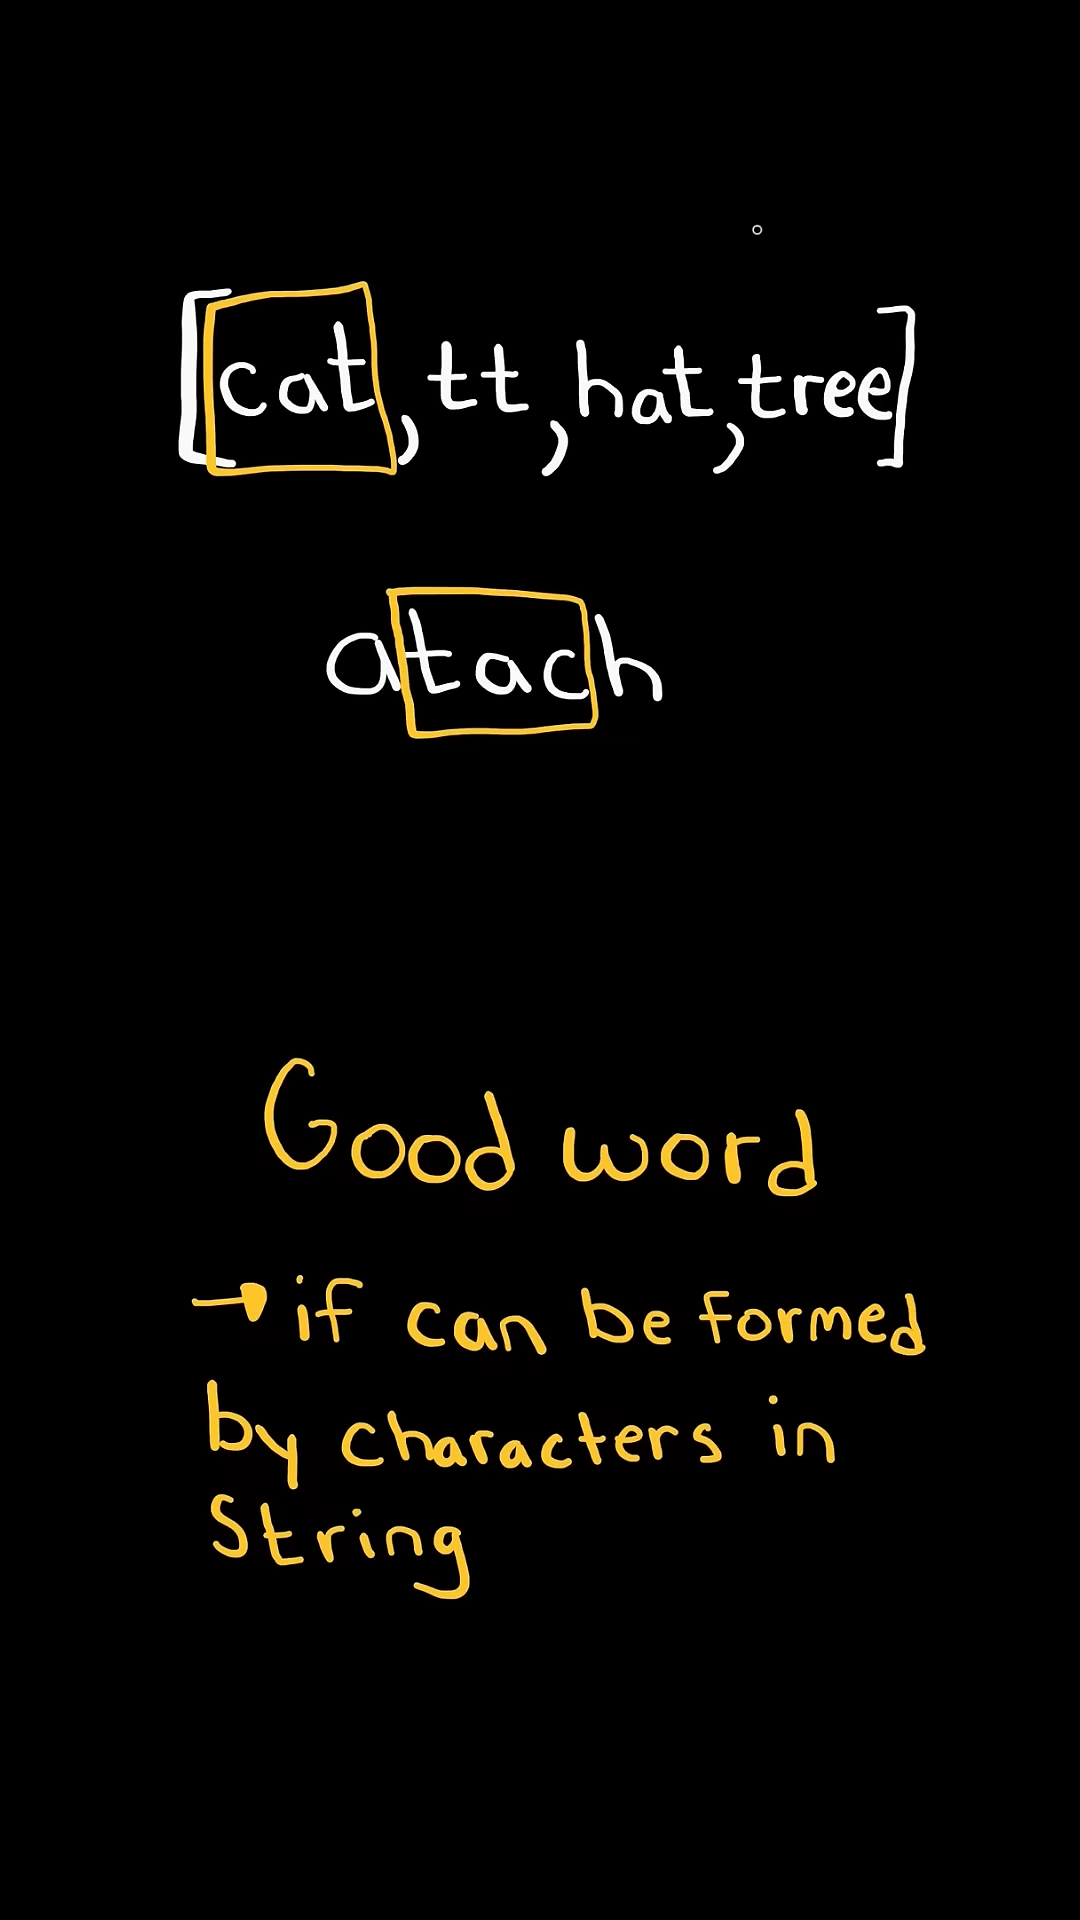 [cat, tt, hat, tree]
atach
Good word
→ if can be formed
by characters in
String